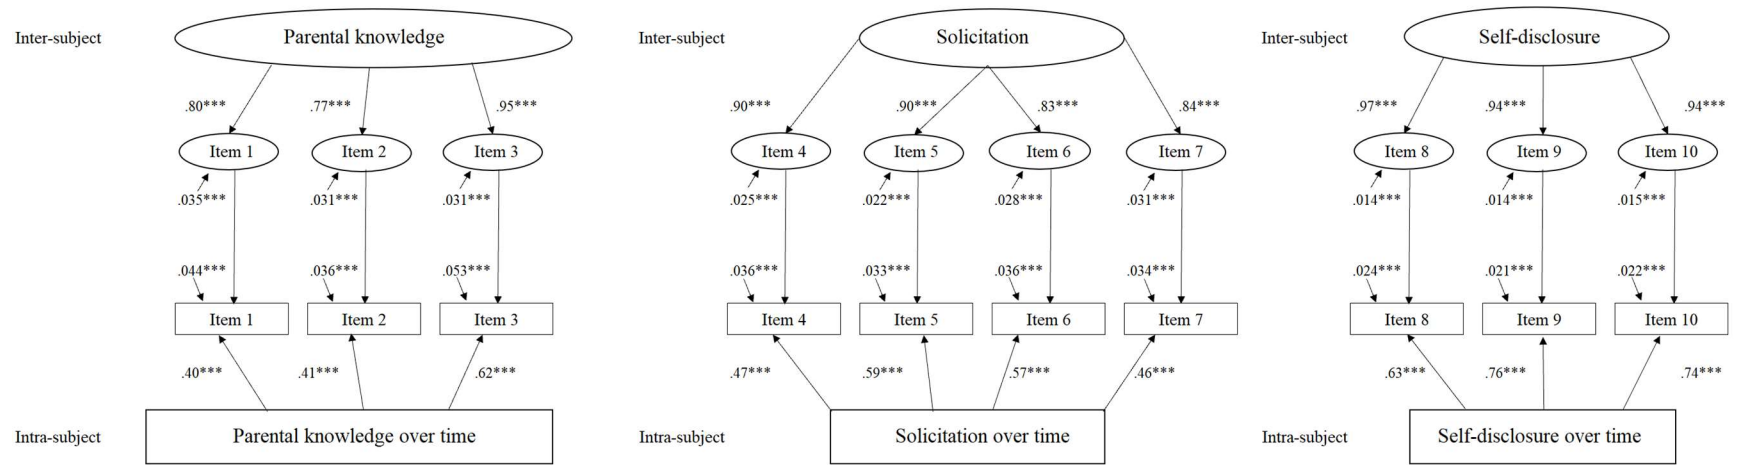 Inter-subject
Parental knowledge
.80***
.77***
.95***
Item 1
Item 2
Item 3
.035***
.031***
.031***
.044***
.036***
.053***
Item 1
Item 2
Item 3
.40***
.41***
.62***
Intra-subject
Parental knowledge over time
Inter-subject
Solicitation
.90***
.90***
.83***
.84***
Item 4
Item 5
Item 6
Item 7
.025***
.022***
.028***
.031***
.036***
.033***
.036***
.034***
Item 4
Item 5
Item 6
Item 7
.47***
.59***
.57***
.46***
Intra-subject
Solicitation over time
Inter-subject
Self-disclosure
.97***
.94***
.94***
Item 8
Item 9
Item 10
.014***
.014***
.015***
.024***
.021***
.022***
Item 8
Item 9
Item 10
.63***
.76***
.74***
Intra-subject
Self-disclosure over time